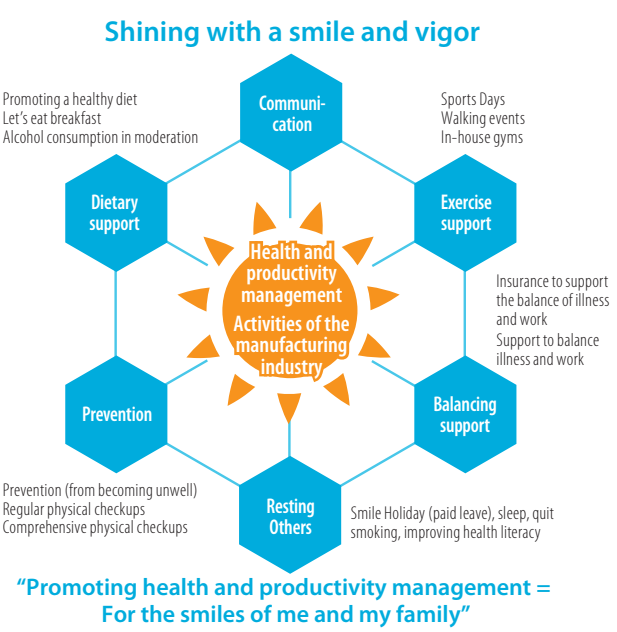 Shining with a smile and vigor
Communi-
cation
Promoting a healthy diet
Let's eat breakfast
Alcohol consumption in moderation
Sports Days
Walking events
In-house gyms
Dietary
support
Exercise
support
Health and
productivity
management
Activities of the
manufacturing
industry
Insurance to support
the balance of illness
and work
Support to balance
illness and work
Prevention
Balancing
support
Prevention (from becoming unwell)
Regular physical checkups
Comprehensive physical checkups
Resting
Others
Smile Holiday (paid leave), sleep, quit
smoking, improving health literacy
“Promoting health and productivity management =
For the smiles of me and my family”